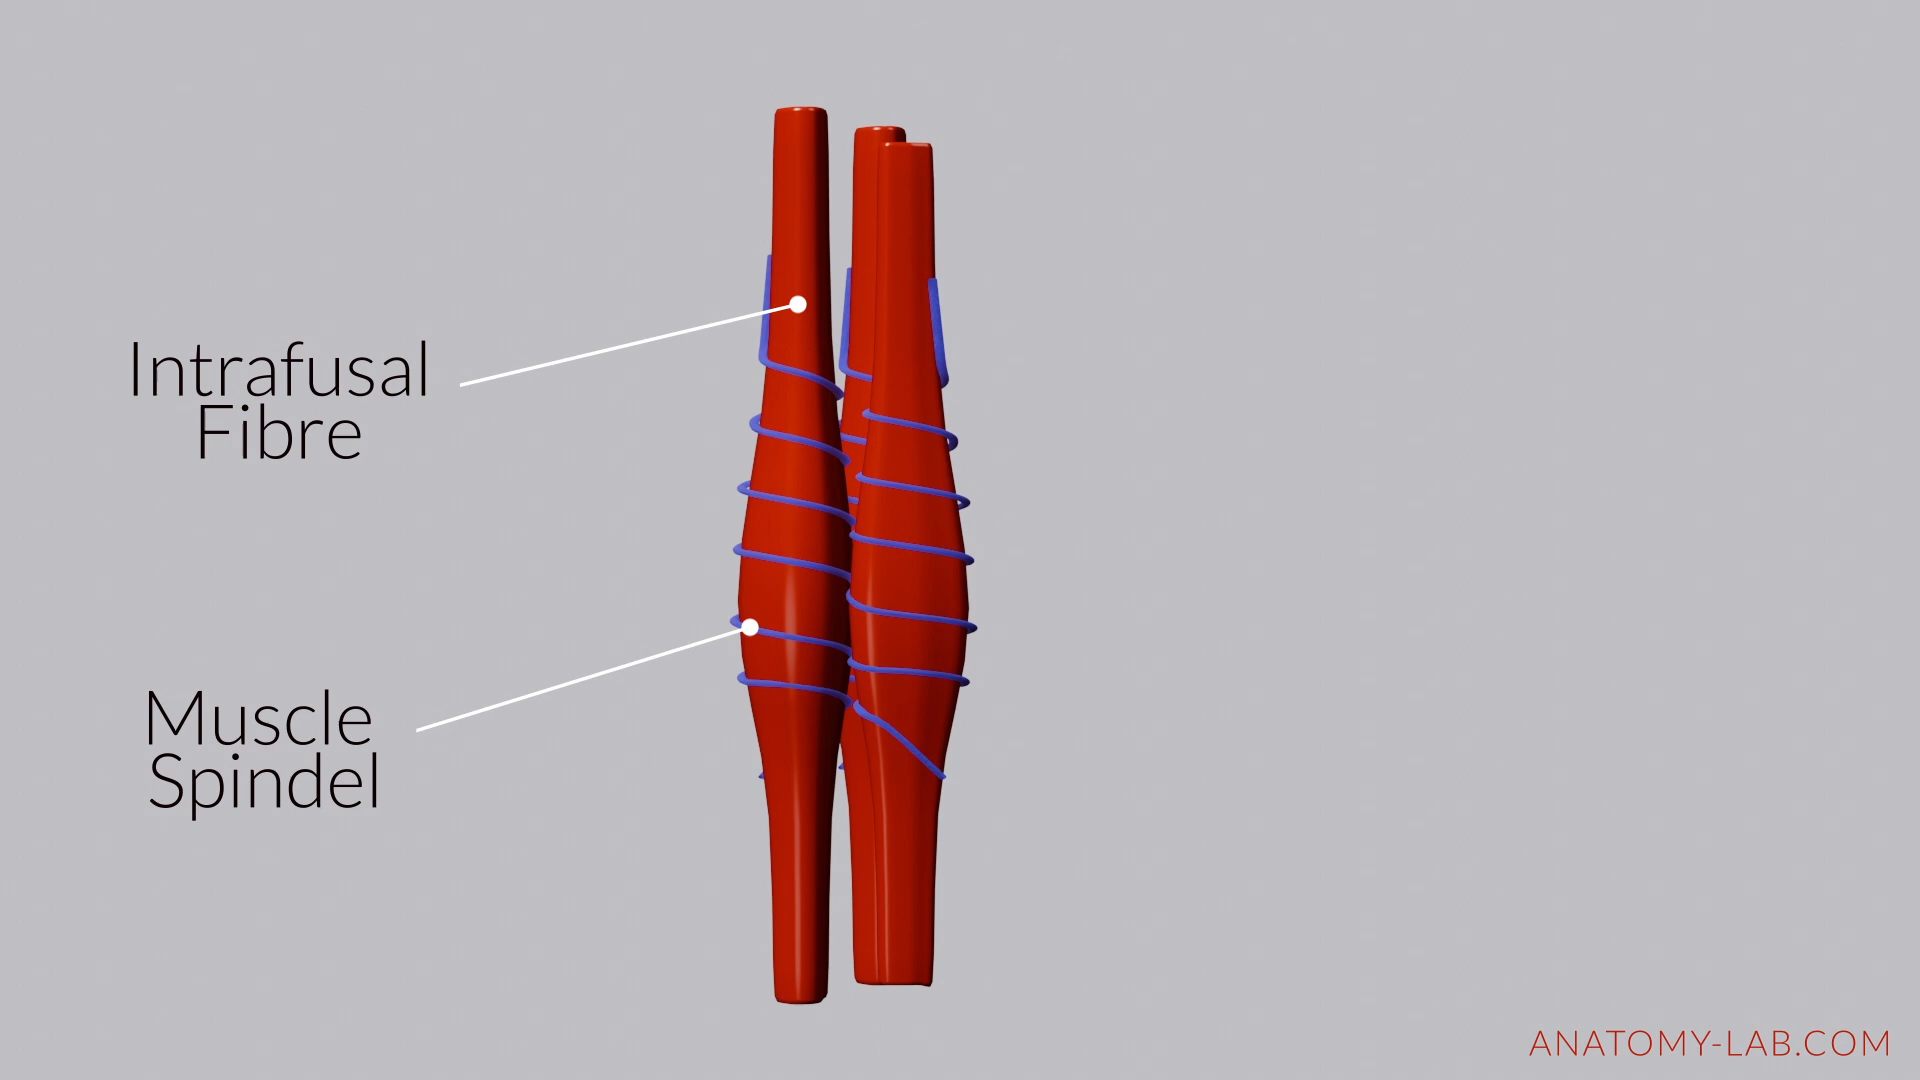 Intrafusal
Fibre
Muscle
Spindel
ANATOMY-LAB.COM